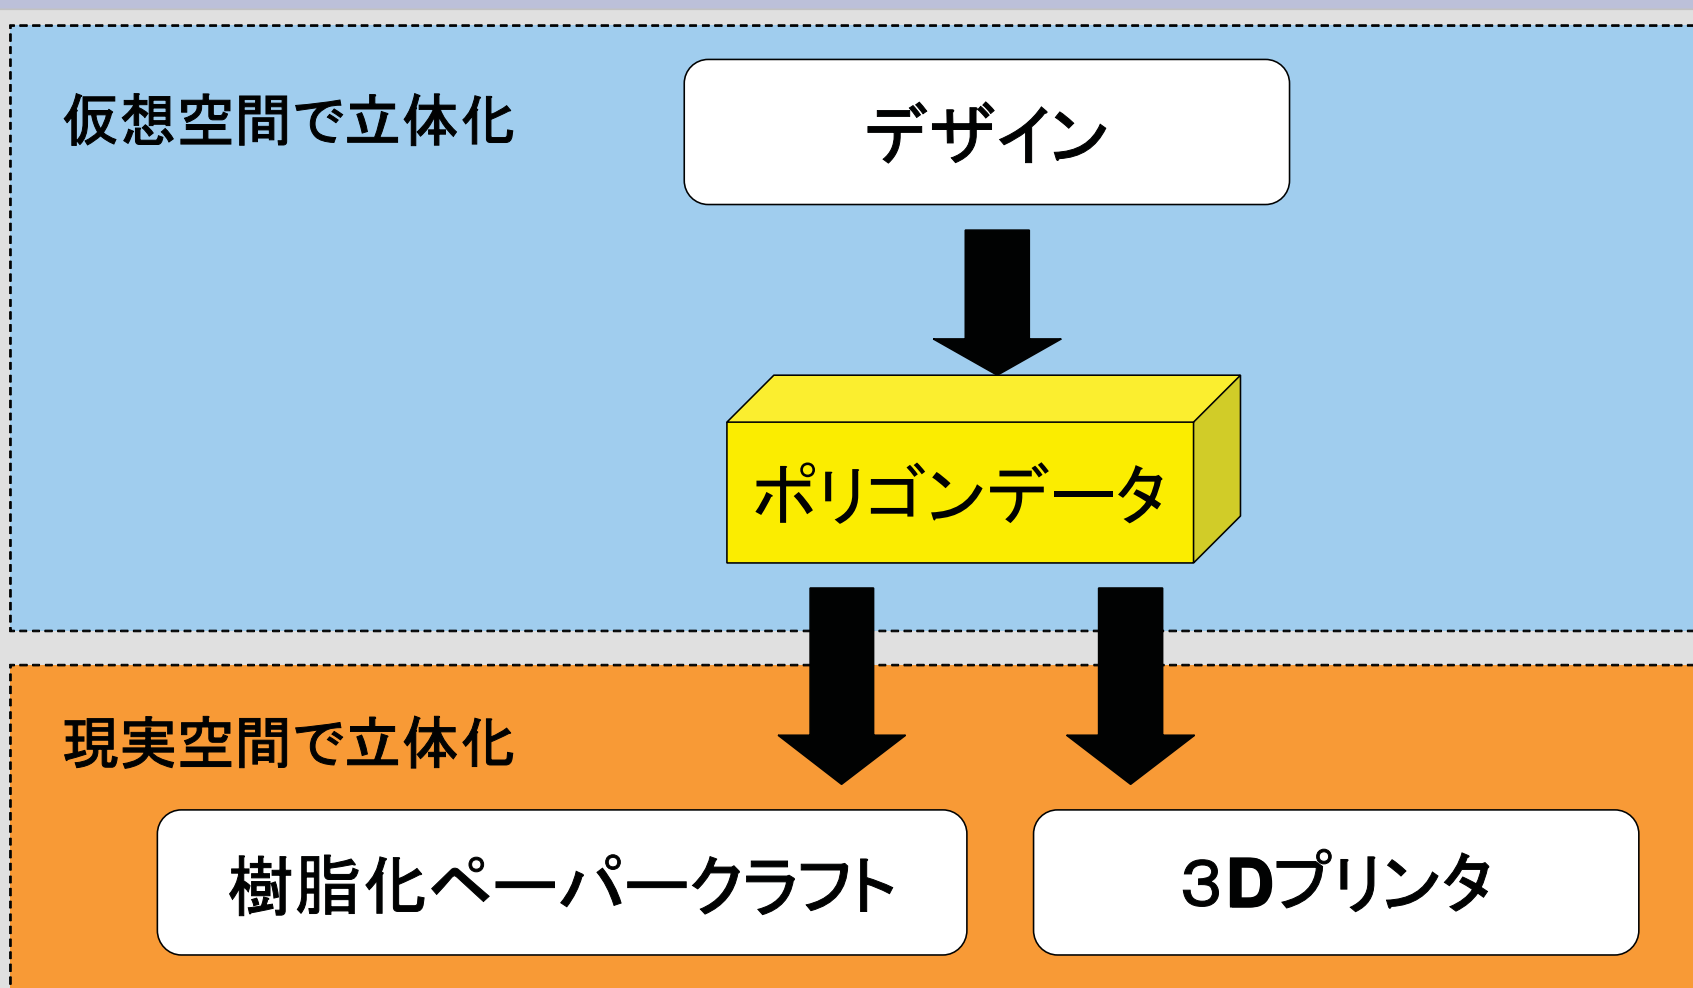 仮想空間で立体化
デザイン
ポリゴンデータ
現実空間で立体化
樹脂化ペーパークラフト
３Dプリンタ